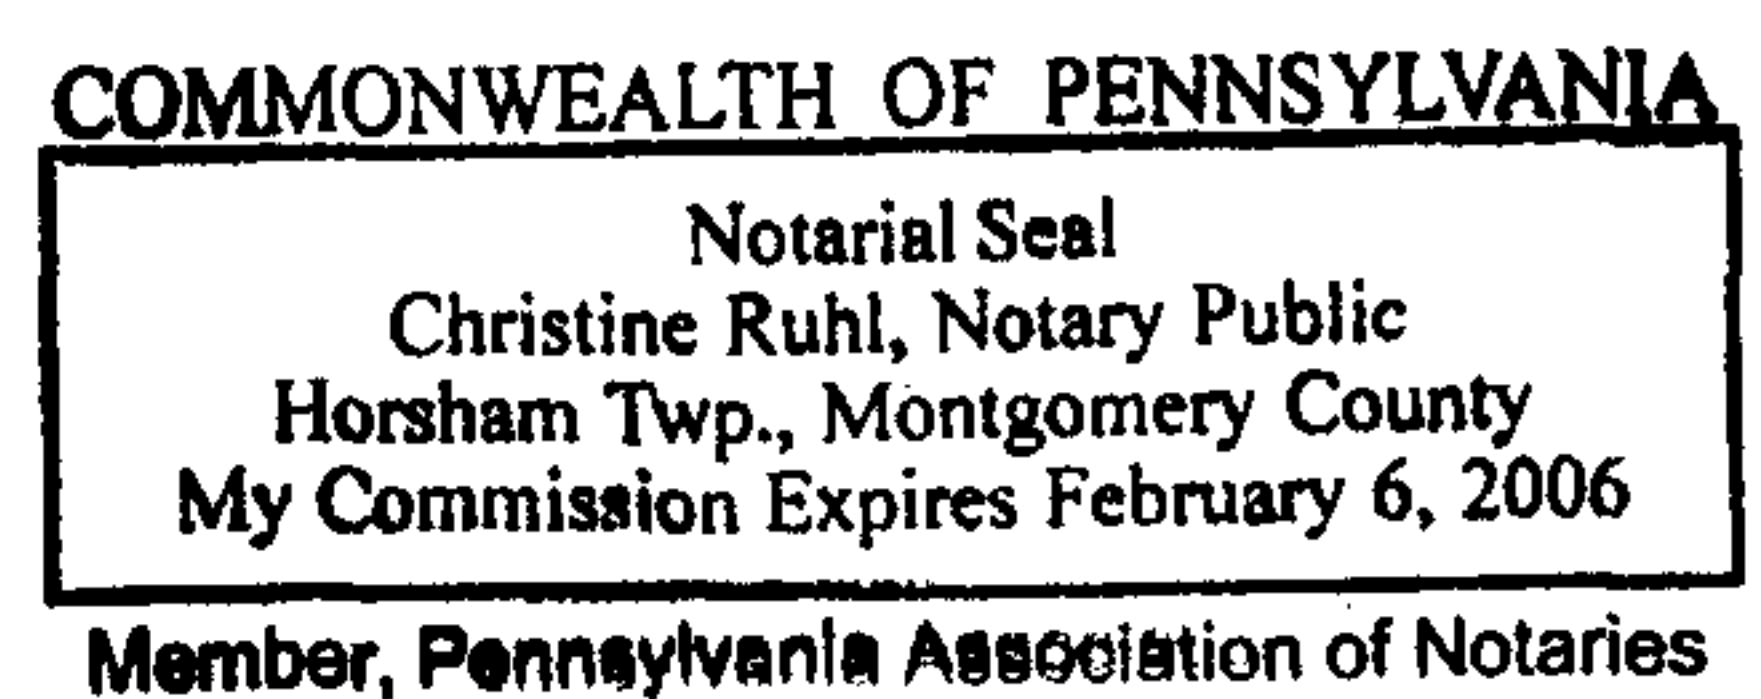 COMMONWEALTH OF PENNSYLVANIA
Notarial Seal
Christine Ruhl, Notary Public
Horsham Twp., Montgomery County
My Commission Expires February 6, 2006
Member, Pennsylvania Association of Notaries